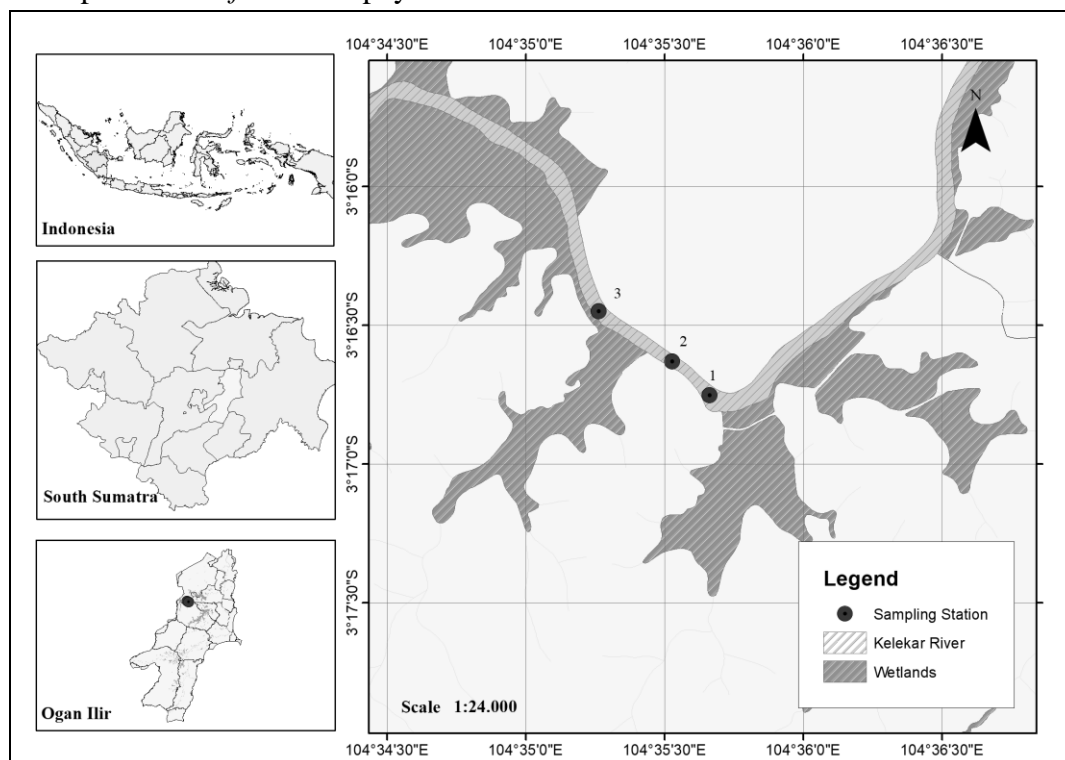 104°34'30"E 104°35'0"E 104°35'30"E 104°36'0"E 104°36'30"E
Indonesia
South Sumatra
Ogan Ilir
N
3°16'0"S
3°16'30"S
3°17'0"S
3°17'30"S
3
2
1
Legend
Sampling Station
Kelekar River
Wetlands
Scale 1:24.000
104°34'30"E 104°35'0"E 104°35'30"E 104°36'0"E 104°36'30"E